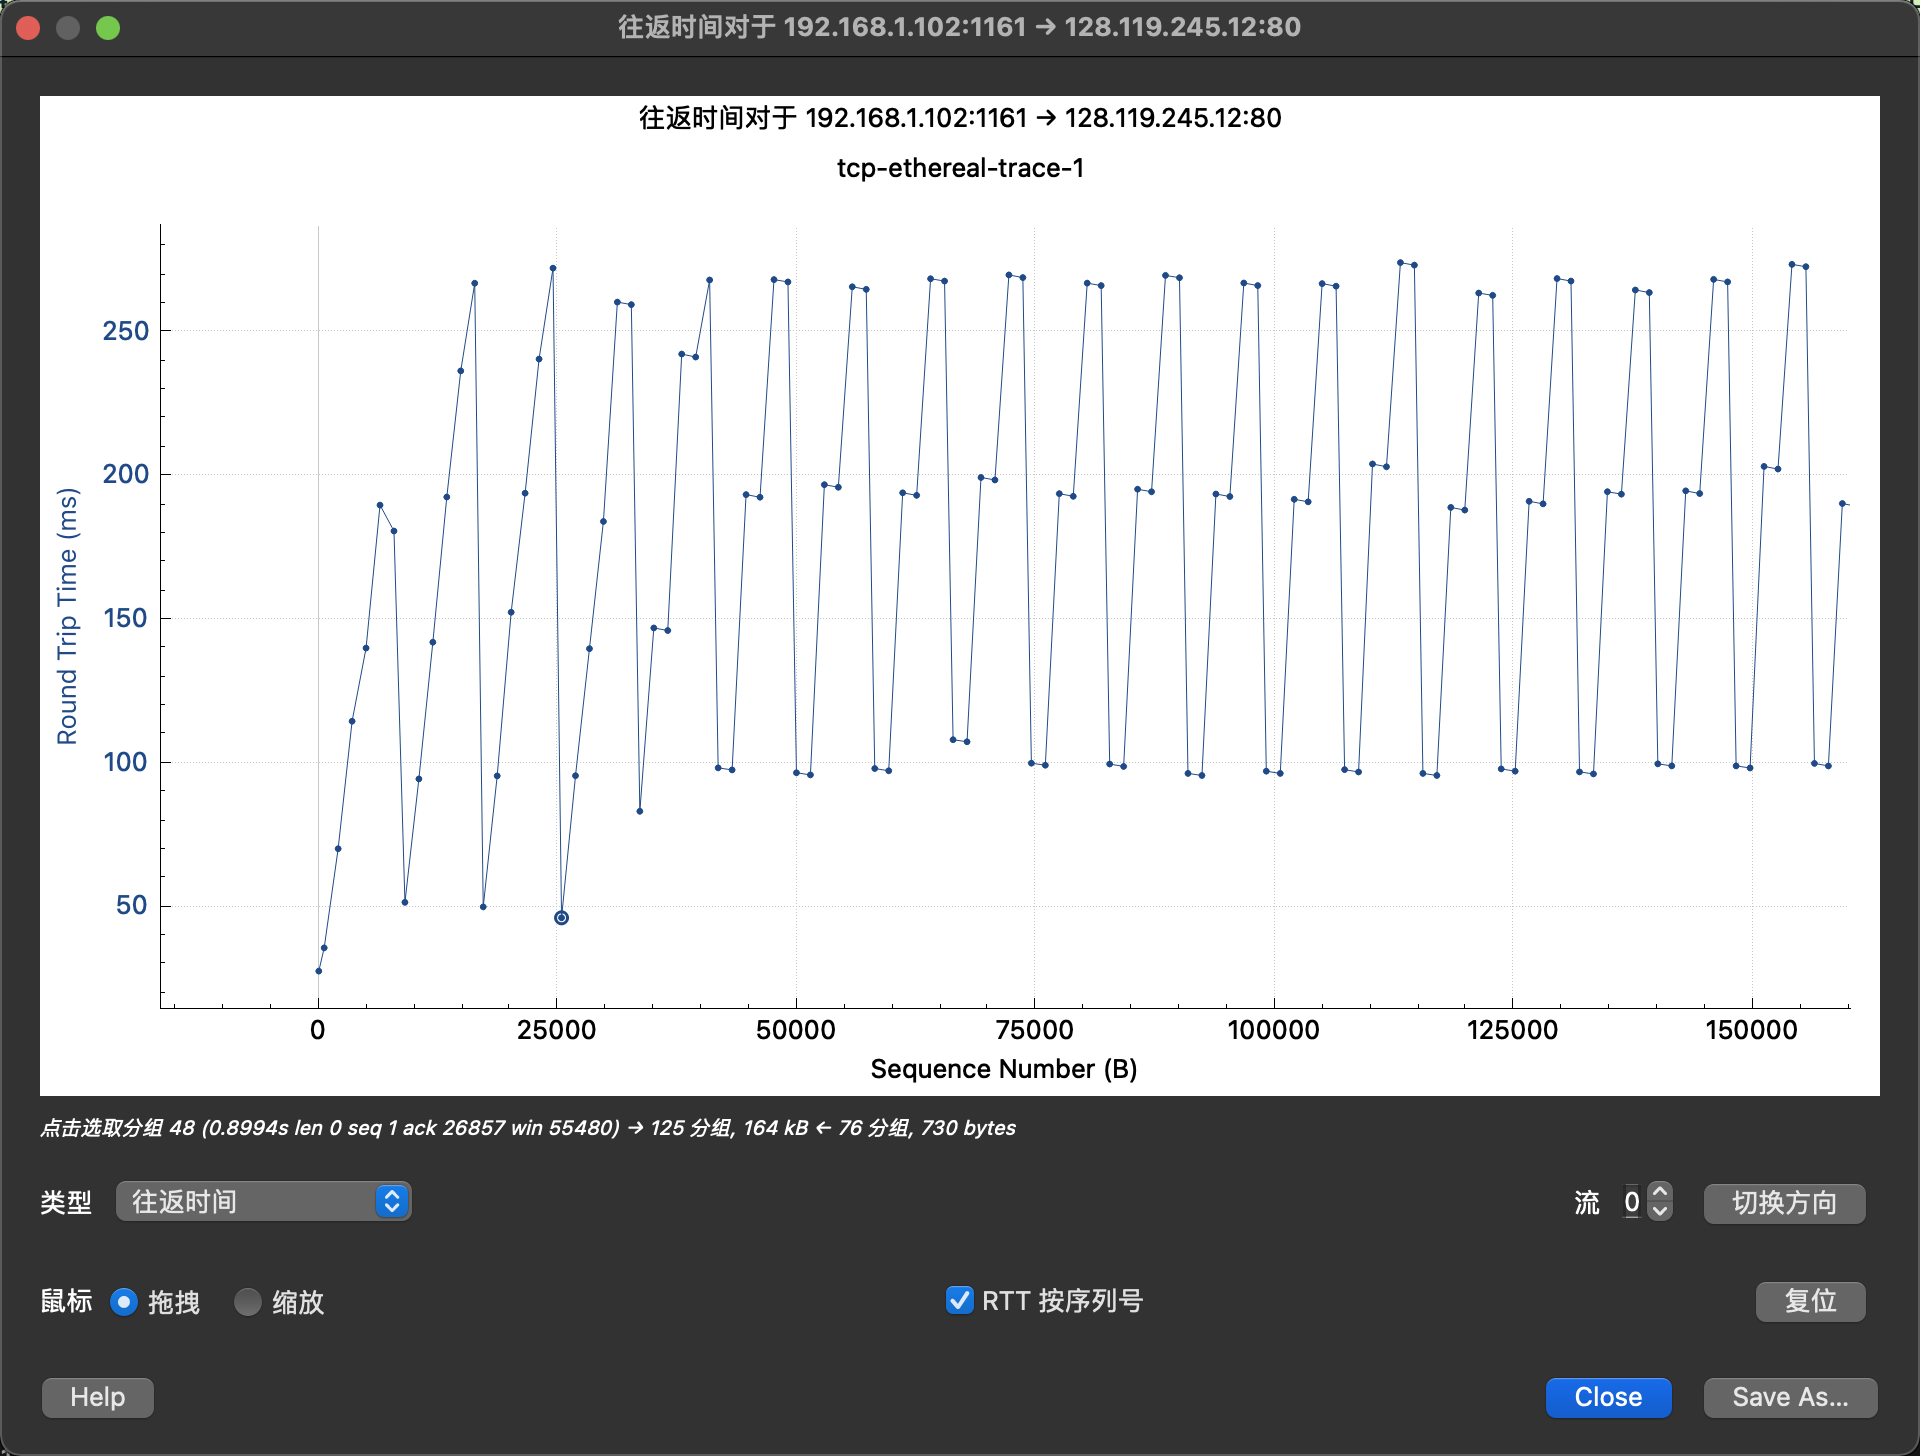 往返时间对于 192.168.1.102:1161 → 128.119.245.12:80
往返时间对于 192.168.1.102:1161 → 128.119.245.12:80
tcp-ethereal-trace-1
250
200
150
100
50
Round Trip Time (ms)
0 25000 50000 75000 100000 125000 150000
Sequence Number (B)
点击选取分组 48 (0.8994s len 0 seq 1 ack 26857 win 55480) → 125 分组, 164 kB ← 76 分组, 730 bytes
类型 往返时间 流 0 切换方向
鼠标 拖拽 缩放 RTT 按序列号 复位
Help Close Save As...